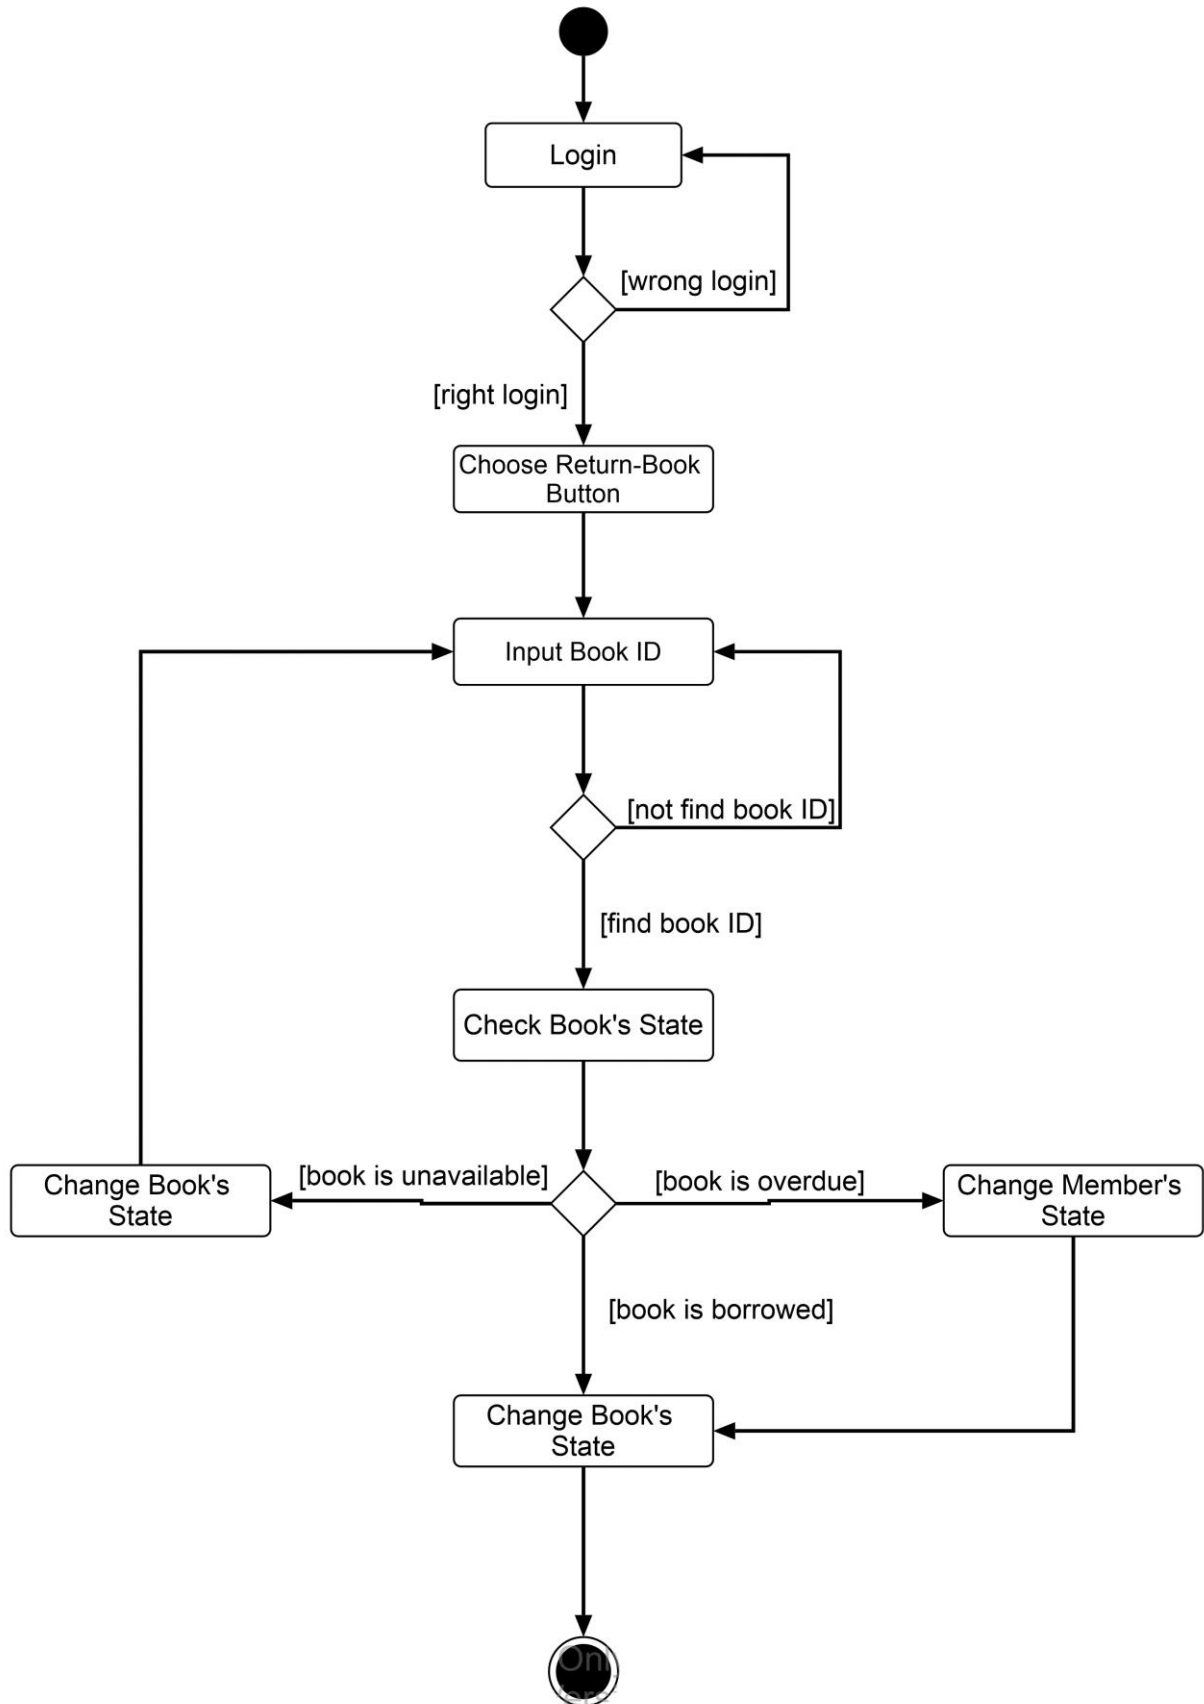 Login
[wrong login]
[right login]
Choose Return-Book
Button
Input Book ID
[not find book ID]
[find book ID]
Check Book's State
[book is unavailable]
[book is overdue]
Change Book's
State
Change Member's
State
[book is borrowed]
Change Book's
State